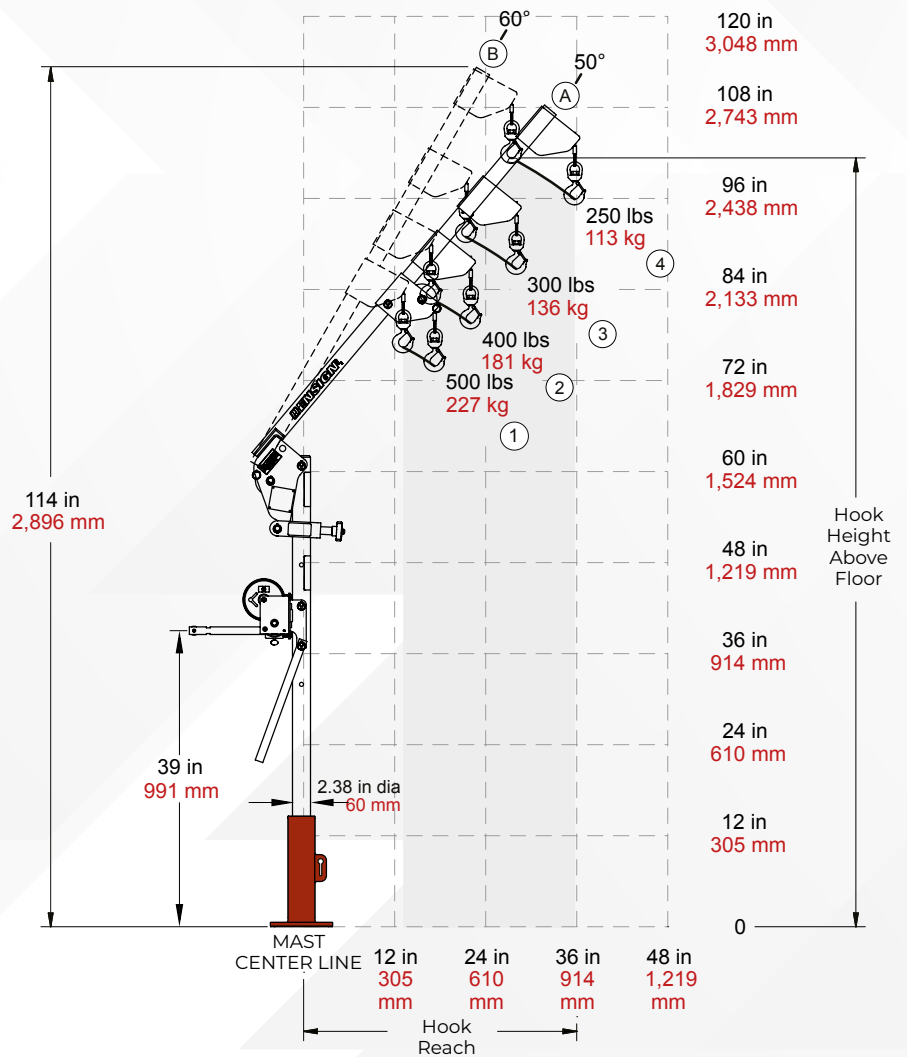 60°
B
50°
A
120 in
3,048 mm
108 in
2,743 mm
96 in
2,438 mm
84 in
2,133 mm
72 in
1,829 mm
60 in
1,524 mm
48 in
1,219 mm
36 in
914 mm
24 in
610 mm
12 in
305 mm
0
250 lbs
113 kg
4
300 lbs
136 kg
3
400 lbs
181 kg
2
500 lbs
227 kg
1
114 in
2,896 mm
39 in
991 mm
2.38 in dia
60 mm
Hook
Height
Above
Floor
MAST
CENTER LINE
12 in
305
mm
24 in
610
mm
36 in
914
mm
48 in
1,219
mm
Hook
Reach